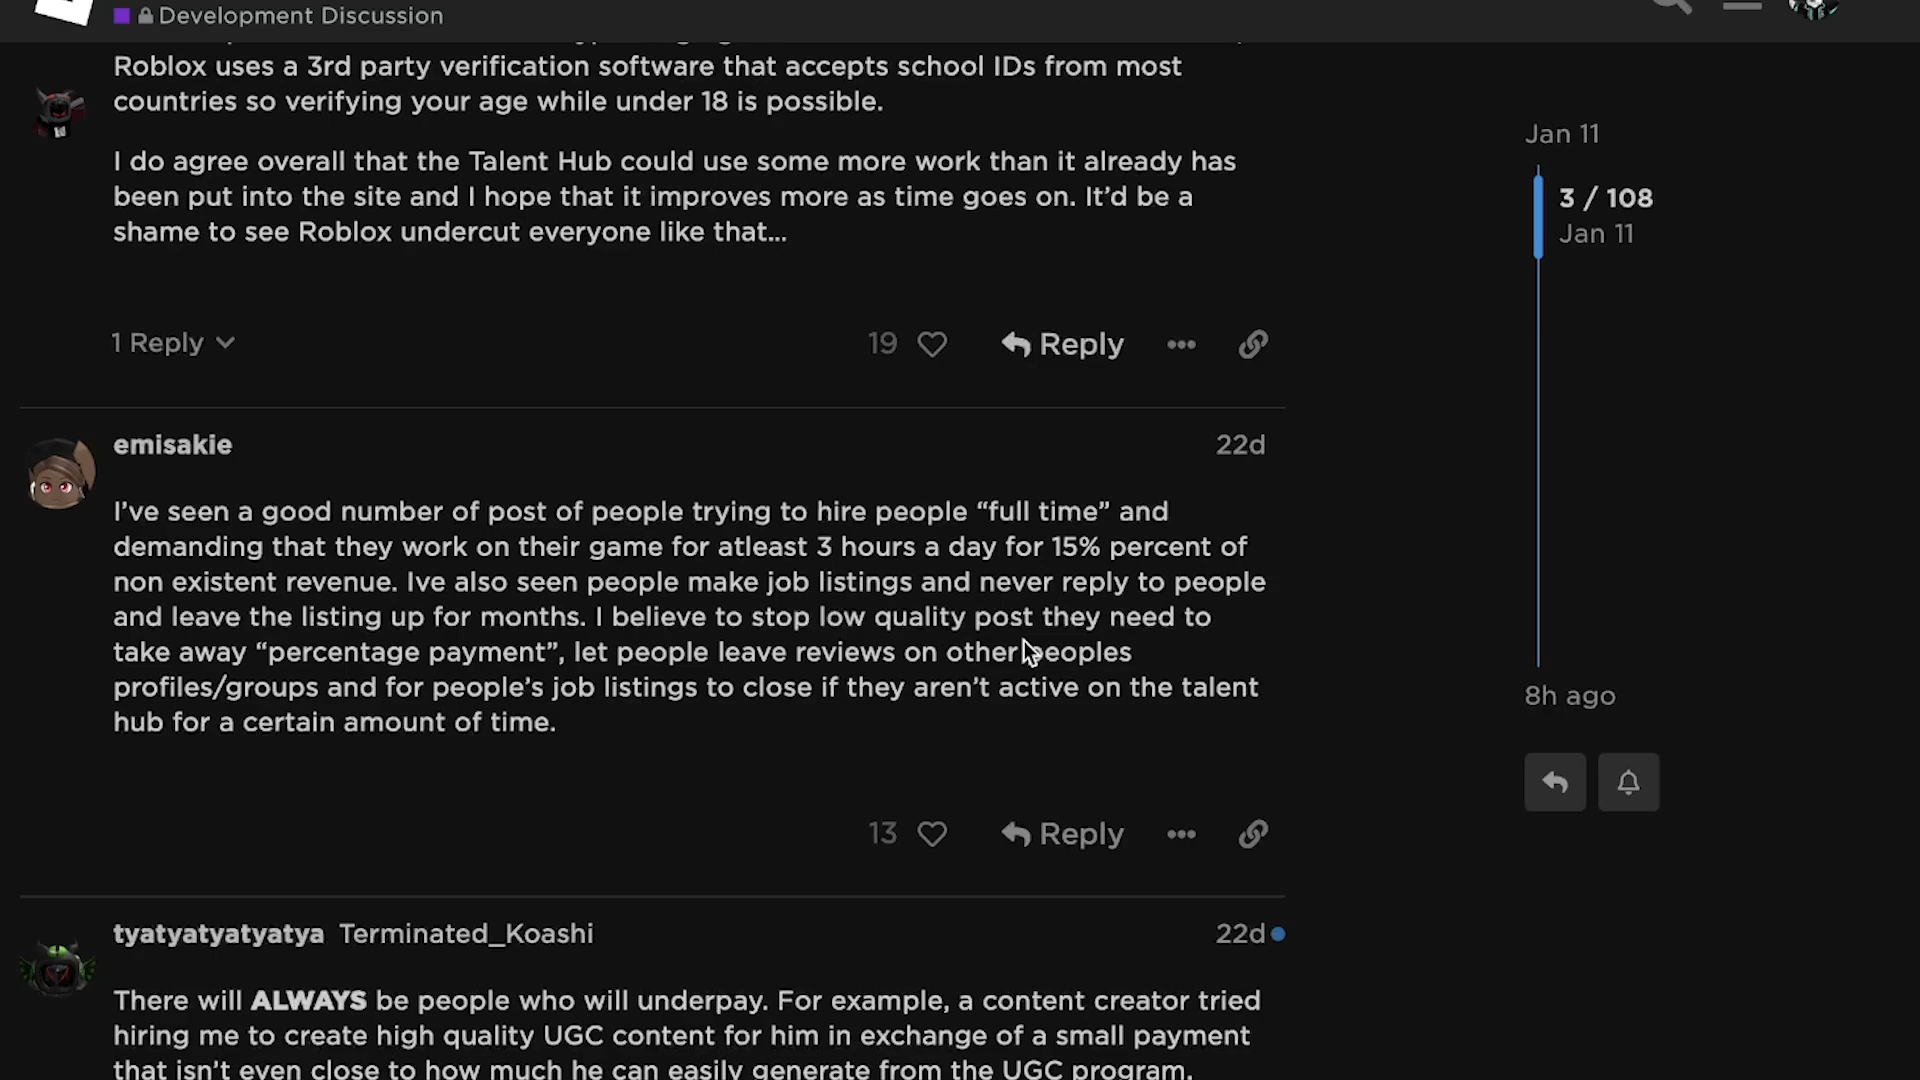 Development Discussion
Roblox uses a 3rd party verification software that accepts school IDs from most
countries so verifying your age while under 18 is possible.
I do agree overall that the Talent Hub could use some more work than it already has
been put into the site and I hope that it improves more as time goes on. It’d be a
shame to see Roblox undercut everyone like that...
1 Reply
19
Reply
emisakie
22d
I’ve seen a good number of post of people trying to hire people “full time” and
demanding that they work on their game for atleast 3 hours a day for 15% percent of
non existent revenue. Ive also seen people make job listings and never reply to people
and leave the listing up for months. I believe to stop low quality post they need to
take away “percentage payment”, let people leave reviews on other peoples
profiles/groups and for people’s job listings to close if they aren’t active on the talent
hub for a certain amount of time.
13
Reply
tyatyatyatyatya Terminated_Koashi
22d
There will ALWAYS be people who will underpay. For example, a content creator tried
hiring me to create high quality UGC content for him in exchange of a small payment
that isn’t even close to how much he can easily generate from the UGC program.
Jan 11
3 / 108
Jan 11
8h ago